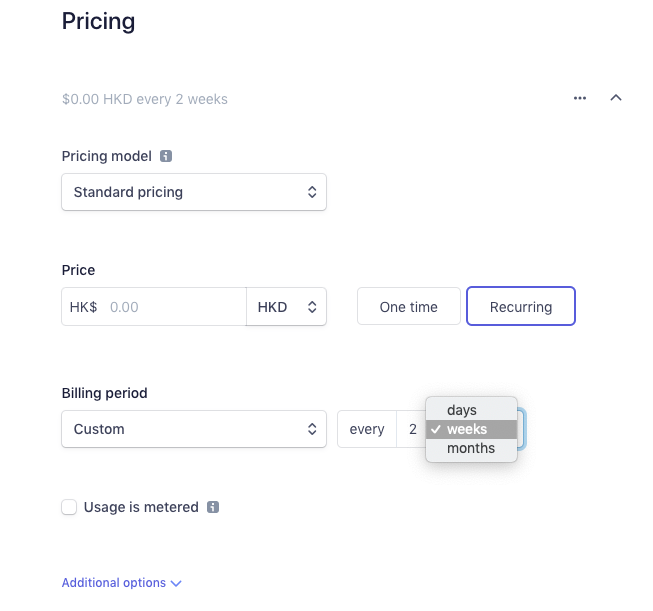 Pricing
$0.00 HKD every 2 weeks
Pricing model
Standard pricing
Price
HK$ 0.00 HKD One time Recurring
Billing period
days
Custom every 2 weeks
months
Usage is metered
Additional options